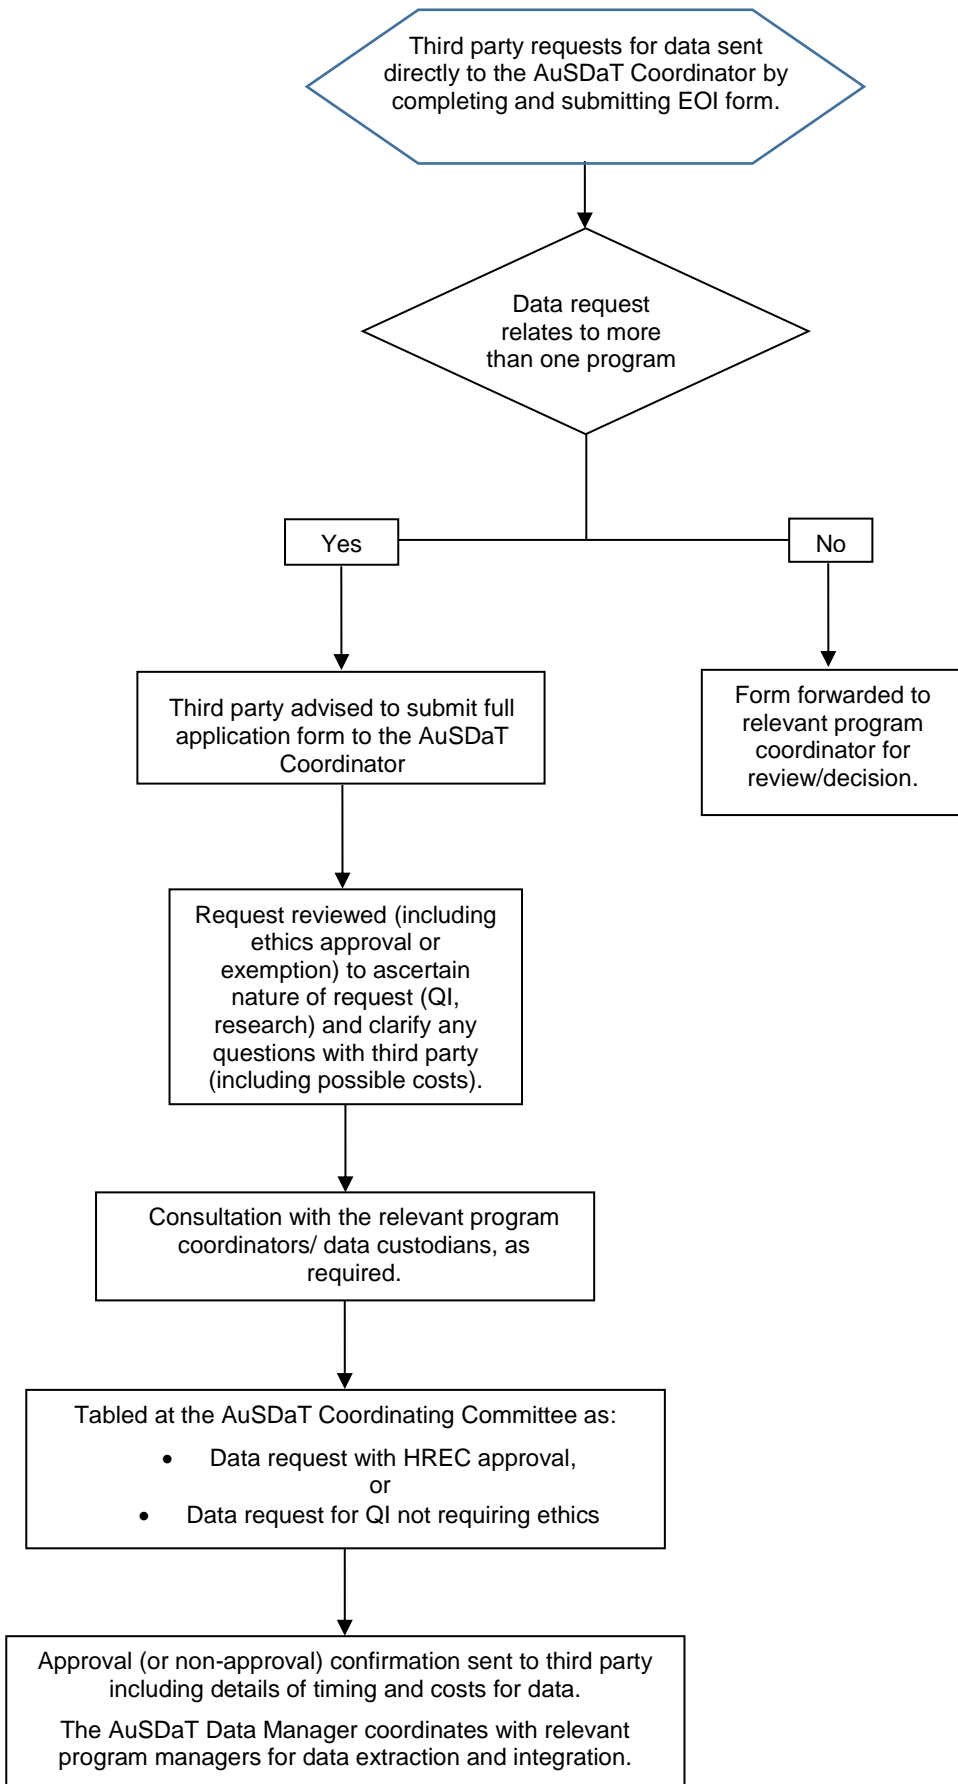 Third party requests for data sent
directly to the AuSDaT Coordinator by
completing and submitting EOI form.
Data request
relates to more
than one program
Yes
No
Third party advised to submit full
application form to the AuSDaT
Coordinator
Form forwarded to
relevant program
coordinator for
review/decision.
Request reviewed (including
ethics approval or
exemption) to ascertain
nature of request (QI,
research) and clarify any
questions with third party
(including possible costs).
Consultation with the relevant program
coordinators/ data custodians, as
required.
Tabled at the AuSDaT Coordinating Committee as:
• Data request with HREC approval,
or
• Data request for QI not requiring ethics
Approval (or non-approval) confirmation sent to third party
including details of timing and costs for data.
The AuSDaT Data Manager coordinates with relevant
program managers for data extraction and integration.